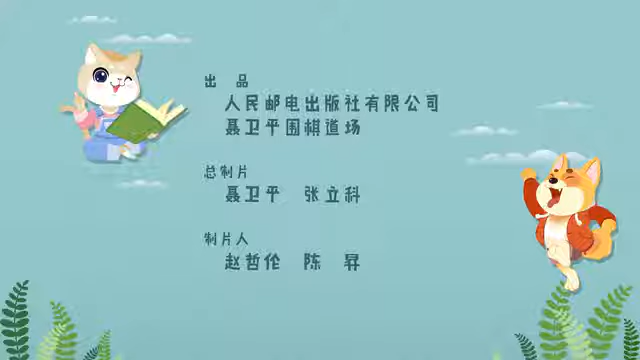 出 品
人民邮电出版社有限公司
聂卫平围棋道场
总制片
聂卫平 张立科
制片人
赵哲伦 陈 昇